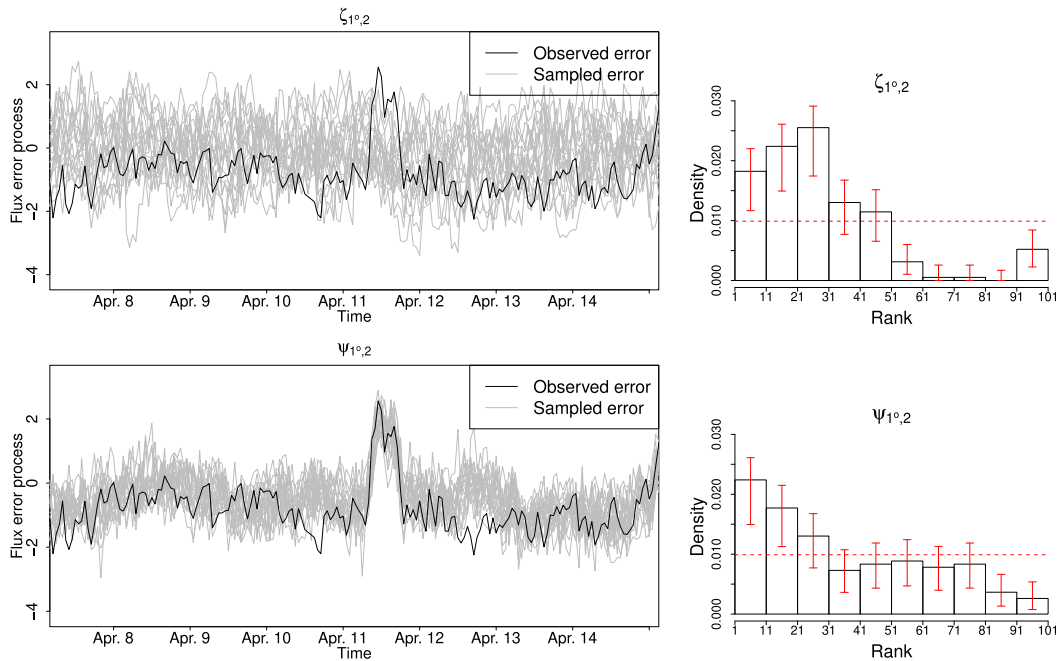 ζ1°,2
Flux error process
2
0
−2
−4
Observed error
Sampled error
Apr. 8 Apr. 9 Apr. 10 Apr. 11 Apr. 12 Apr. 13 Apr. 14
Time
ζ1°,2
Density
0.030
0.020
0.010
0.000
1 11 21 31 41 51 61 71 81 91 101
Rank
ψ1°,2
Flux error process
2
0
−2
−4
Observed error
Sampled error
Apr. 8 Apr. 9 Apr. 10 Apr. 11 Apr. 12 Apr. 13 Apr. 14
Time
ψ1°,2
Density
0.030
0.020
0.010
0.000
1 11 21 31 41 51 61 71 81 91 101
Rank